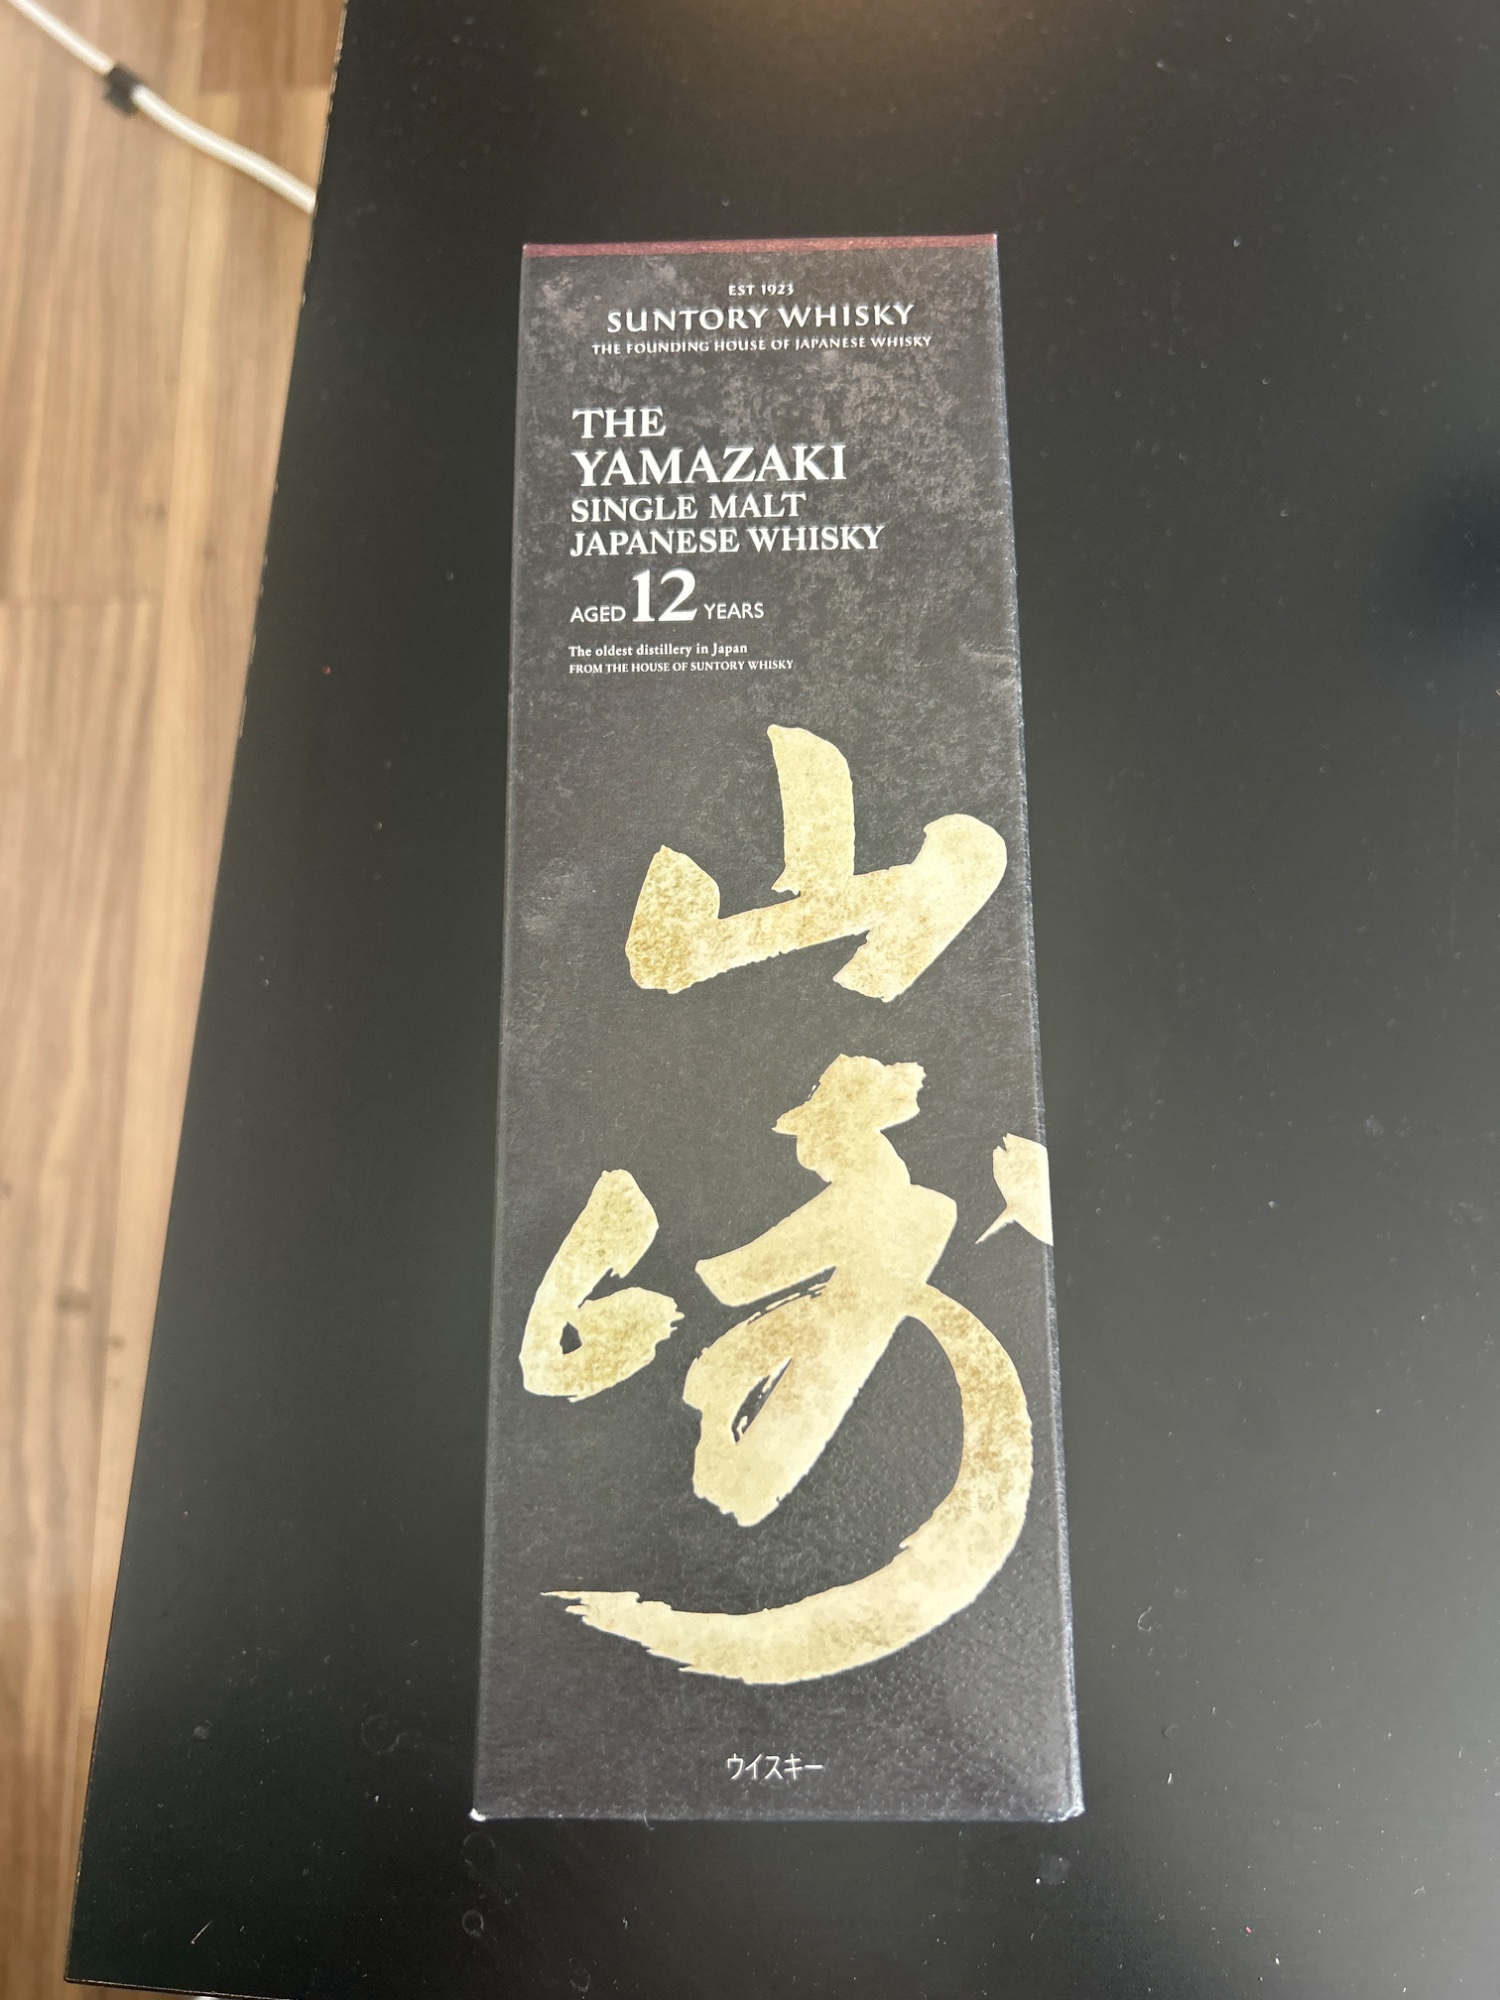 EST 1923
SUNTORY WHISKY
THE FOUNDING HOUSE OF JAPANESE WHISKY
THE
YAMAZAKI
SINGLE MALT
JAPANESE WHISKY
AGED 12 YEARS
The oldest distillery in Japan
FROM THE HOUSE OF SUNTORY WHISKY
山
崎
ウイスキー